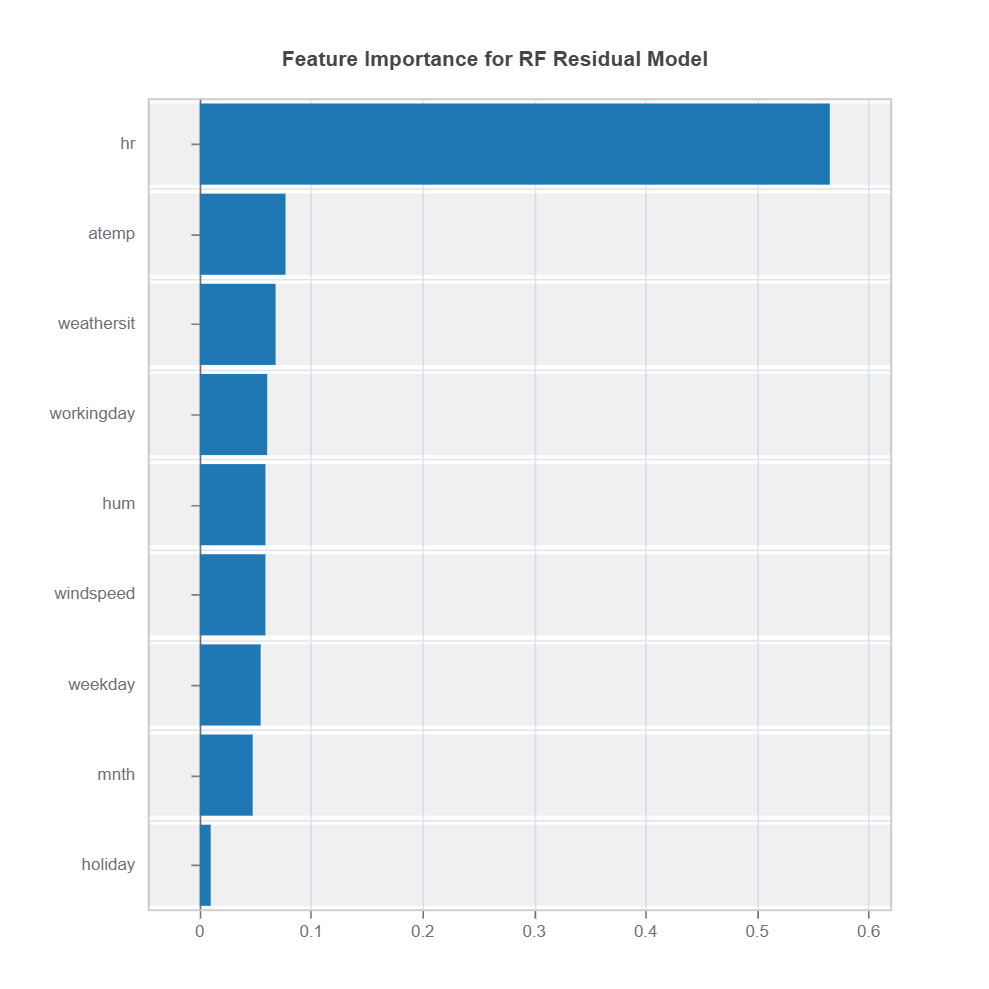 Feature Importance for RF Residual Model
hr
atemp
weathersit
workingday
hum
windspeed
weekday
mnth
holiday
0 0.1 0.2 0.3 0.4 0.5 0.6